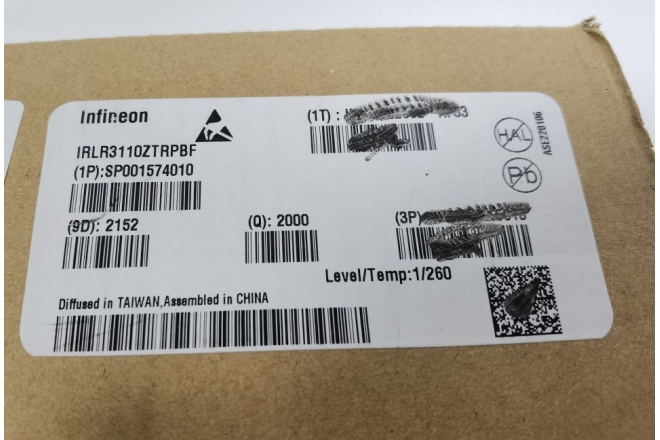 Infineon
(1T) :
IRLR3110ZTRPBF
(1P):SP001574010
(9D): 2152
(Q): 2000
(3P)
Level/Temp:1/260
Diffused in TAIWAN,Assembled in CHINA
HAL
Pb
ASE220106